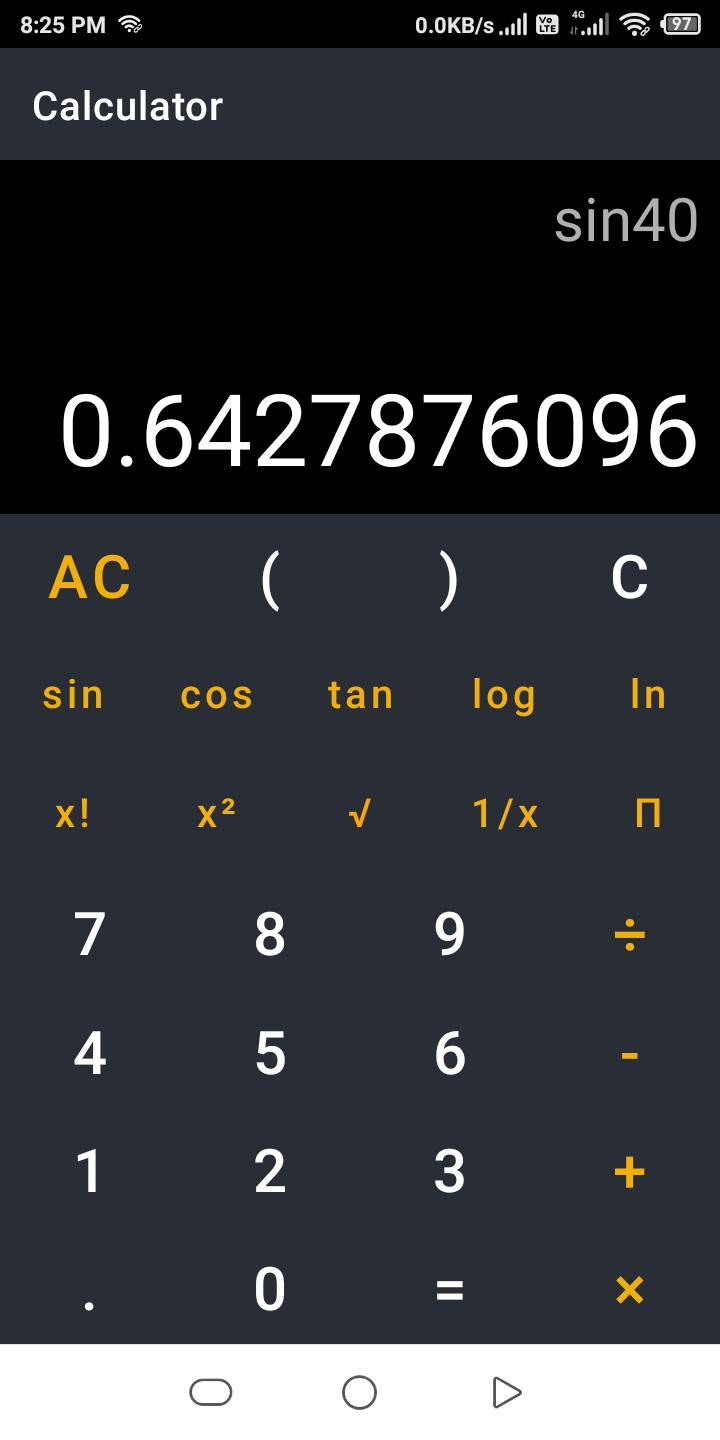 8:25 PM 0.0KB/s Vo LTE 4G 97
Calculator
sin40
0.6427876096
AC ( ) C
sin cos tan log ln
x! x² √ 1/x Π
7 8 9 ÷
4 5 6 -
1 2 3 +
. 0 = ×